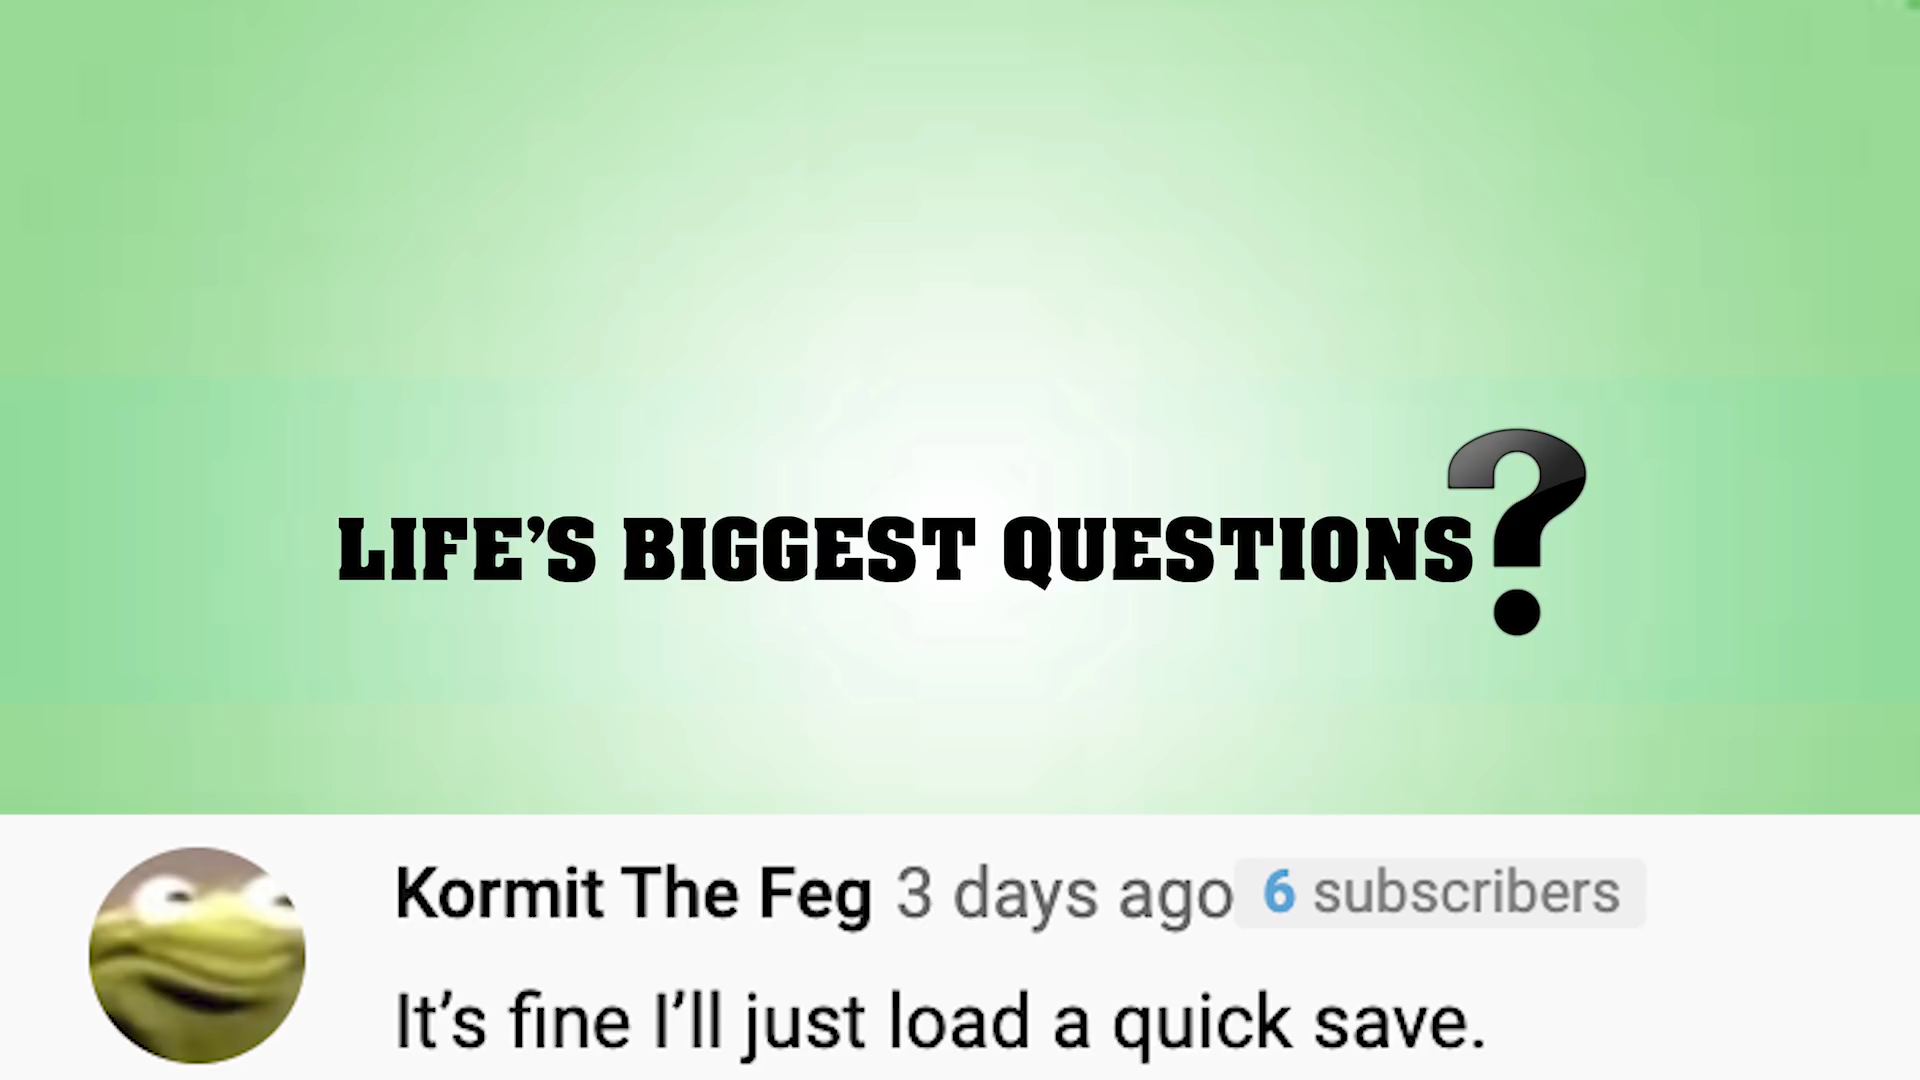 LIFE'S BIGGEST QUESTIONS?
Kormit The Feg 3 days ago 6 subscribers
It's fine I'll just load a quick save.